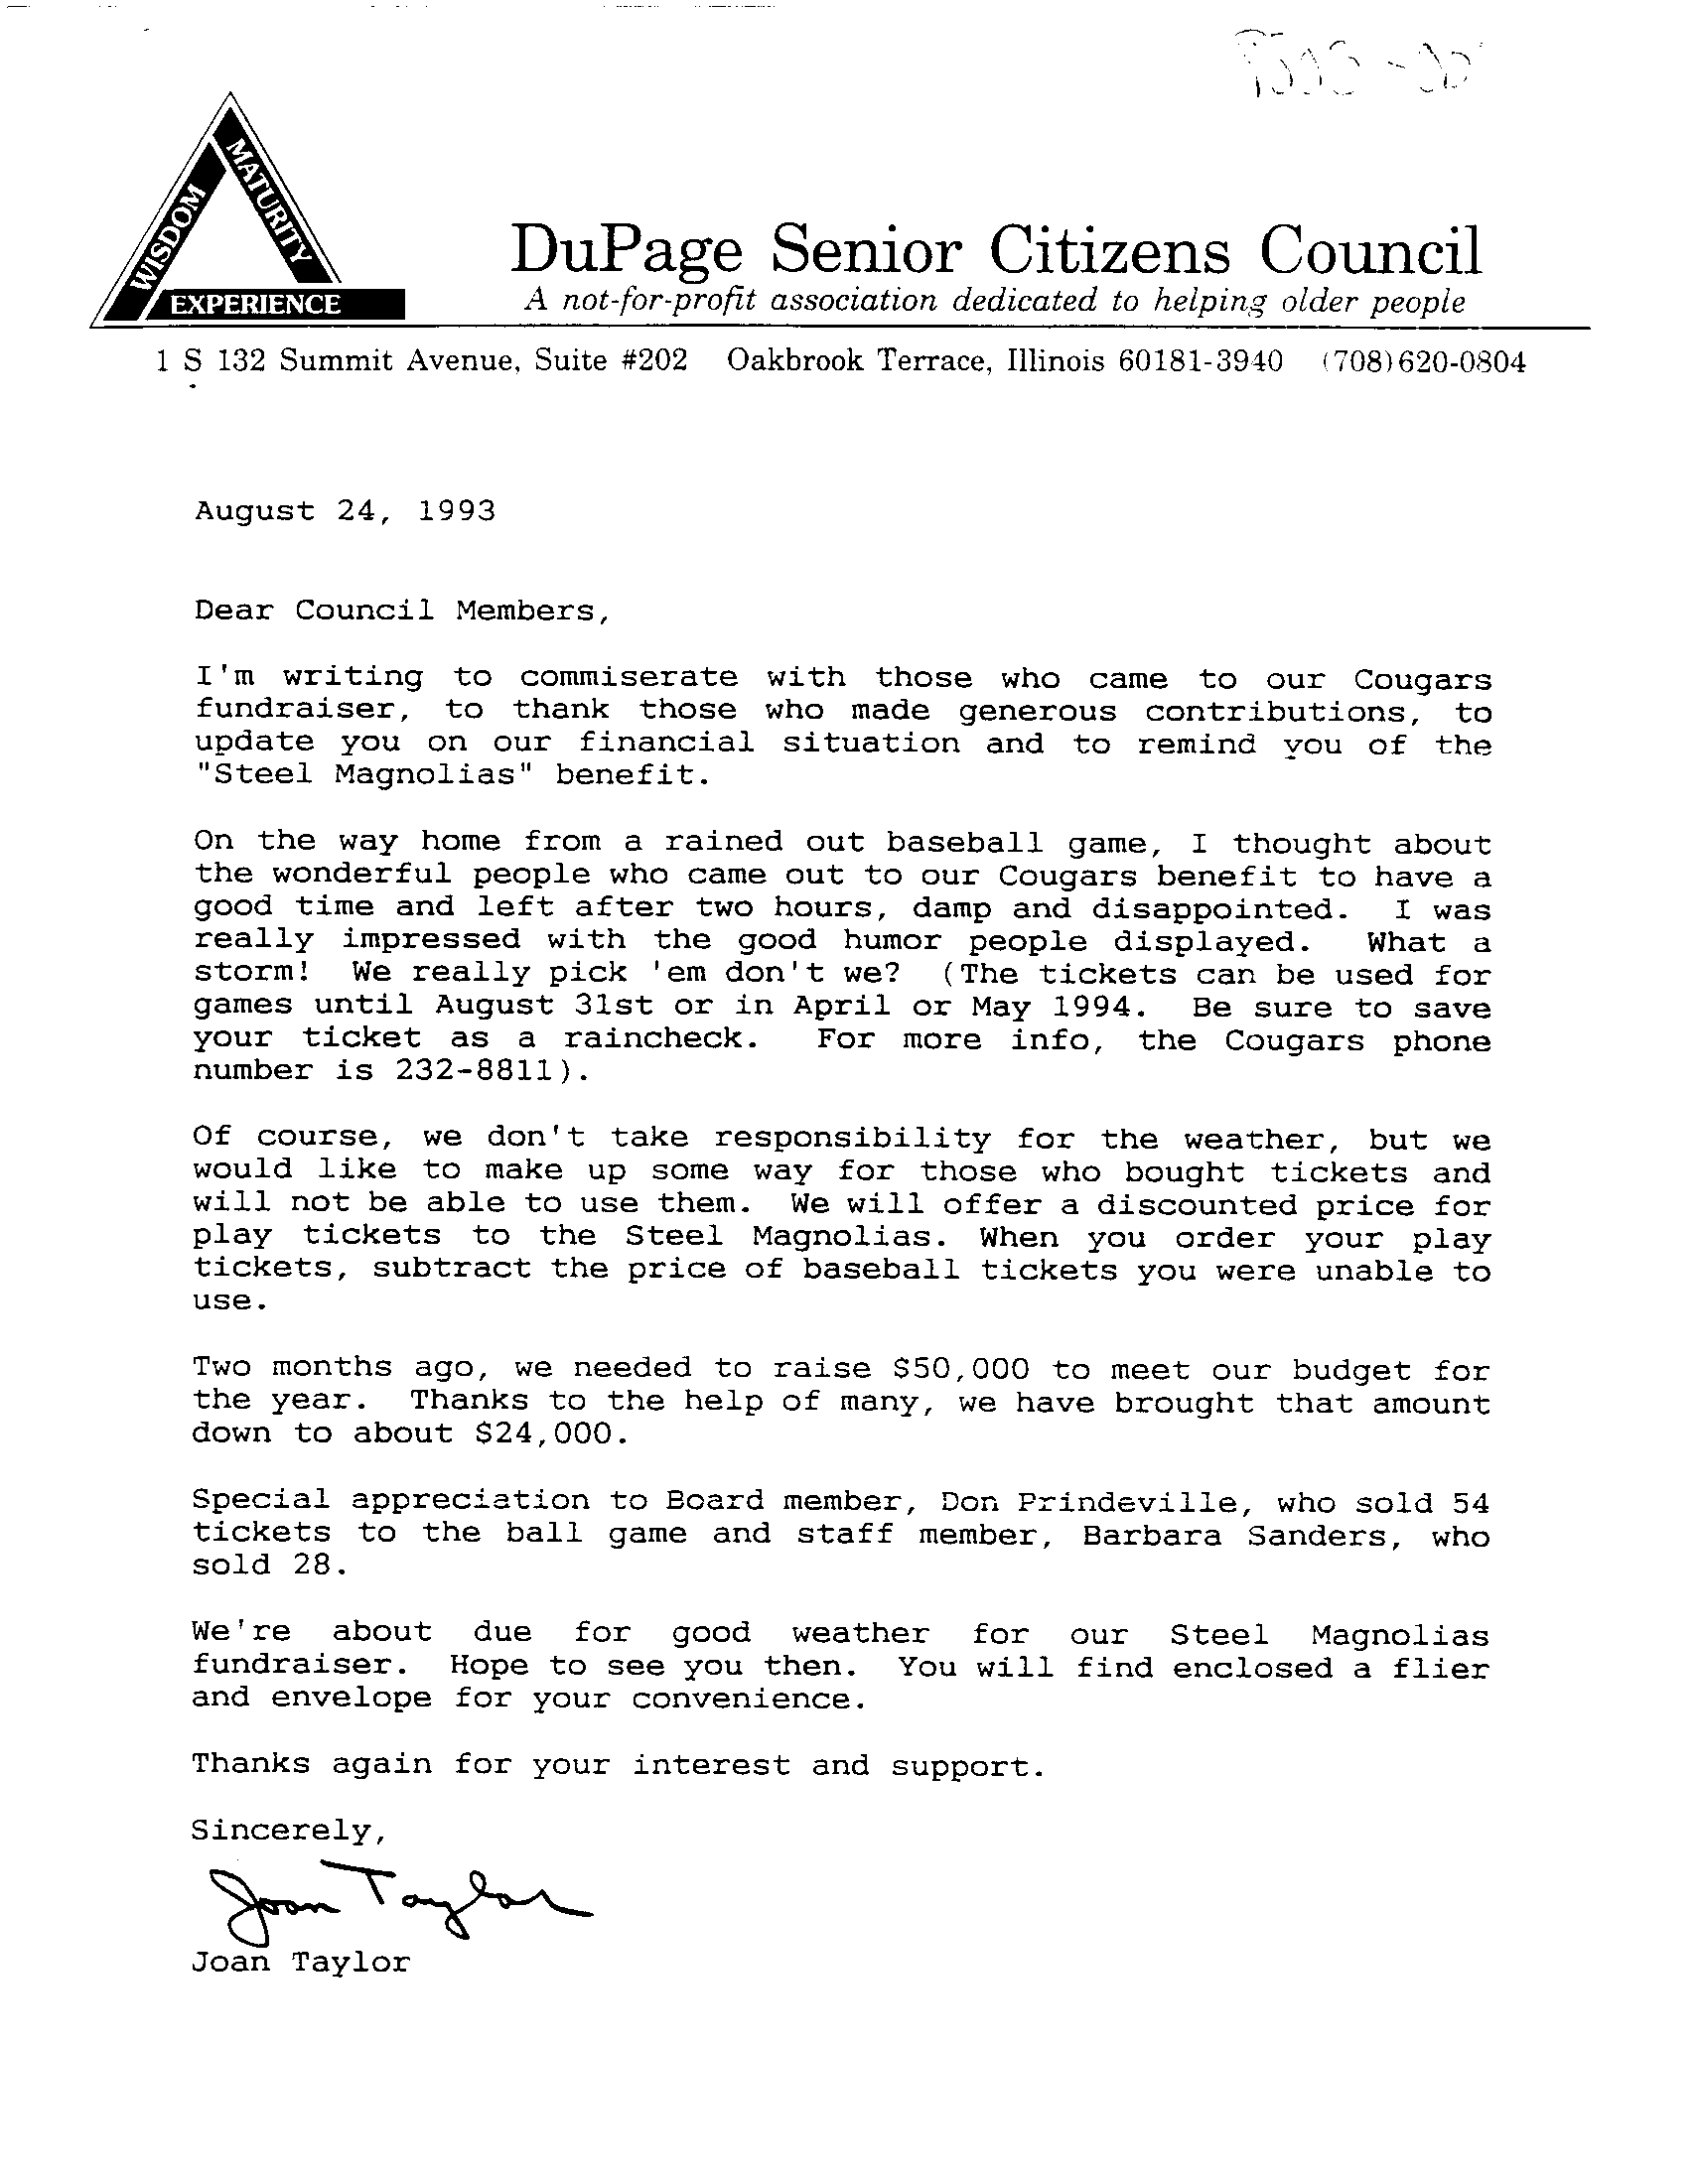 WISDOM
MATURITY
EXPERIENCE
DuPage Senior Citizens Council
A not-for-profit association dedicated to helping older people
1 S 132 Summit Avenue, Suite #202 Oakbrook Terrace, Illinois 60181-3940 (708)620-0804
August 24, 1993
Dear Council Members,
I'm writing to commiserate with those who came to our Cougars
fundraiser, to thank those who made generous contributions, to
update you on our financial situation and to remind you of the
"Steel Magnolias" benefit.
On the way home from a rained out baseball game, I thought about
the wonderful people who came out to our Cougars benefit to have a
good time and left after two hours, damp and disappointed. I was
really impressed with the good humor people displayed. What a
storm! We really pick 'em don't we? (The tickets can be used for
games until August 31st or in April or May 1994. Be sure to save
your ticket as a raincheck. For more info, the Cougars phone
number is 232-8811).
Of course, we don't take responsibility for the weather, but we
would like to make up some way for those who bought tickets and
will not be able to use them. We will offer a discounted price for
play tickets to the Steel Magnolias. When you order your play
tickets, subtract the price of baseball tickets you were unable to
use.
Two months ago, we needed to raise $50,000 to meet our budget for
the year. Thanks to the help of many, we have brought that amount
down to about $24,000.
Special appreciation to Board member, Don Prindeville, who sold 54
tickets to the ball game and staff member, Barbara Sanders, who
sold 28.
We're about due for good weather for our Steel Magnolias
fundraiser. Hope to see you then. You will find enclosed a flier
and envelope for your convenience.
Thanks again for your interest and support.
Sincerely,
Joan Taylor
Joan Taylor